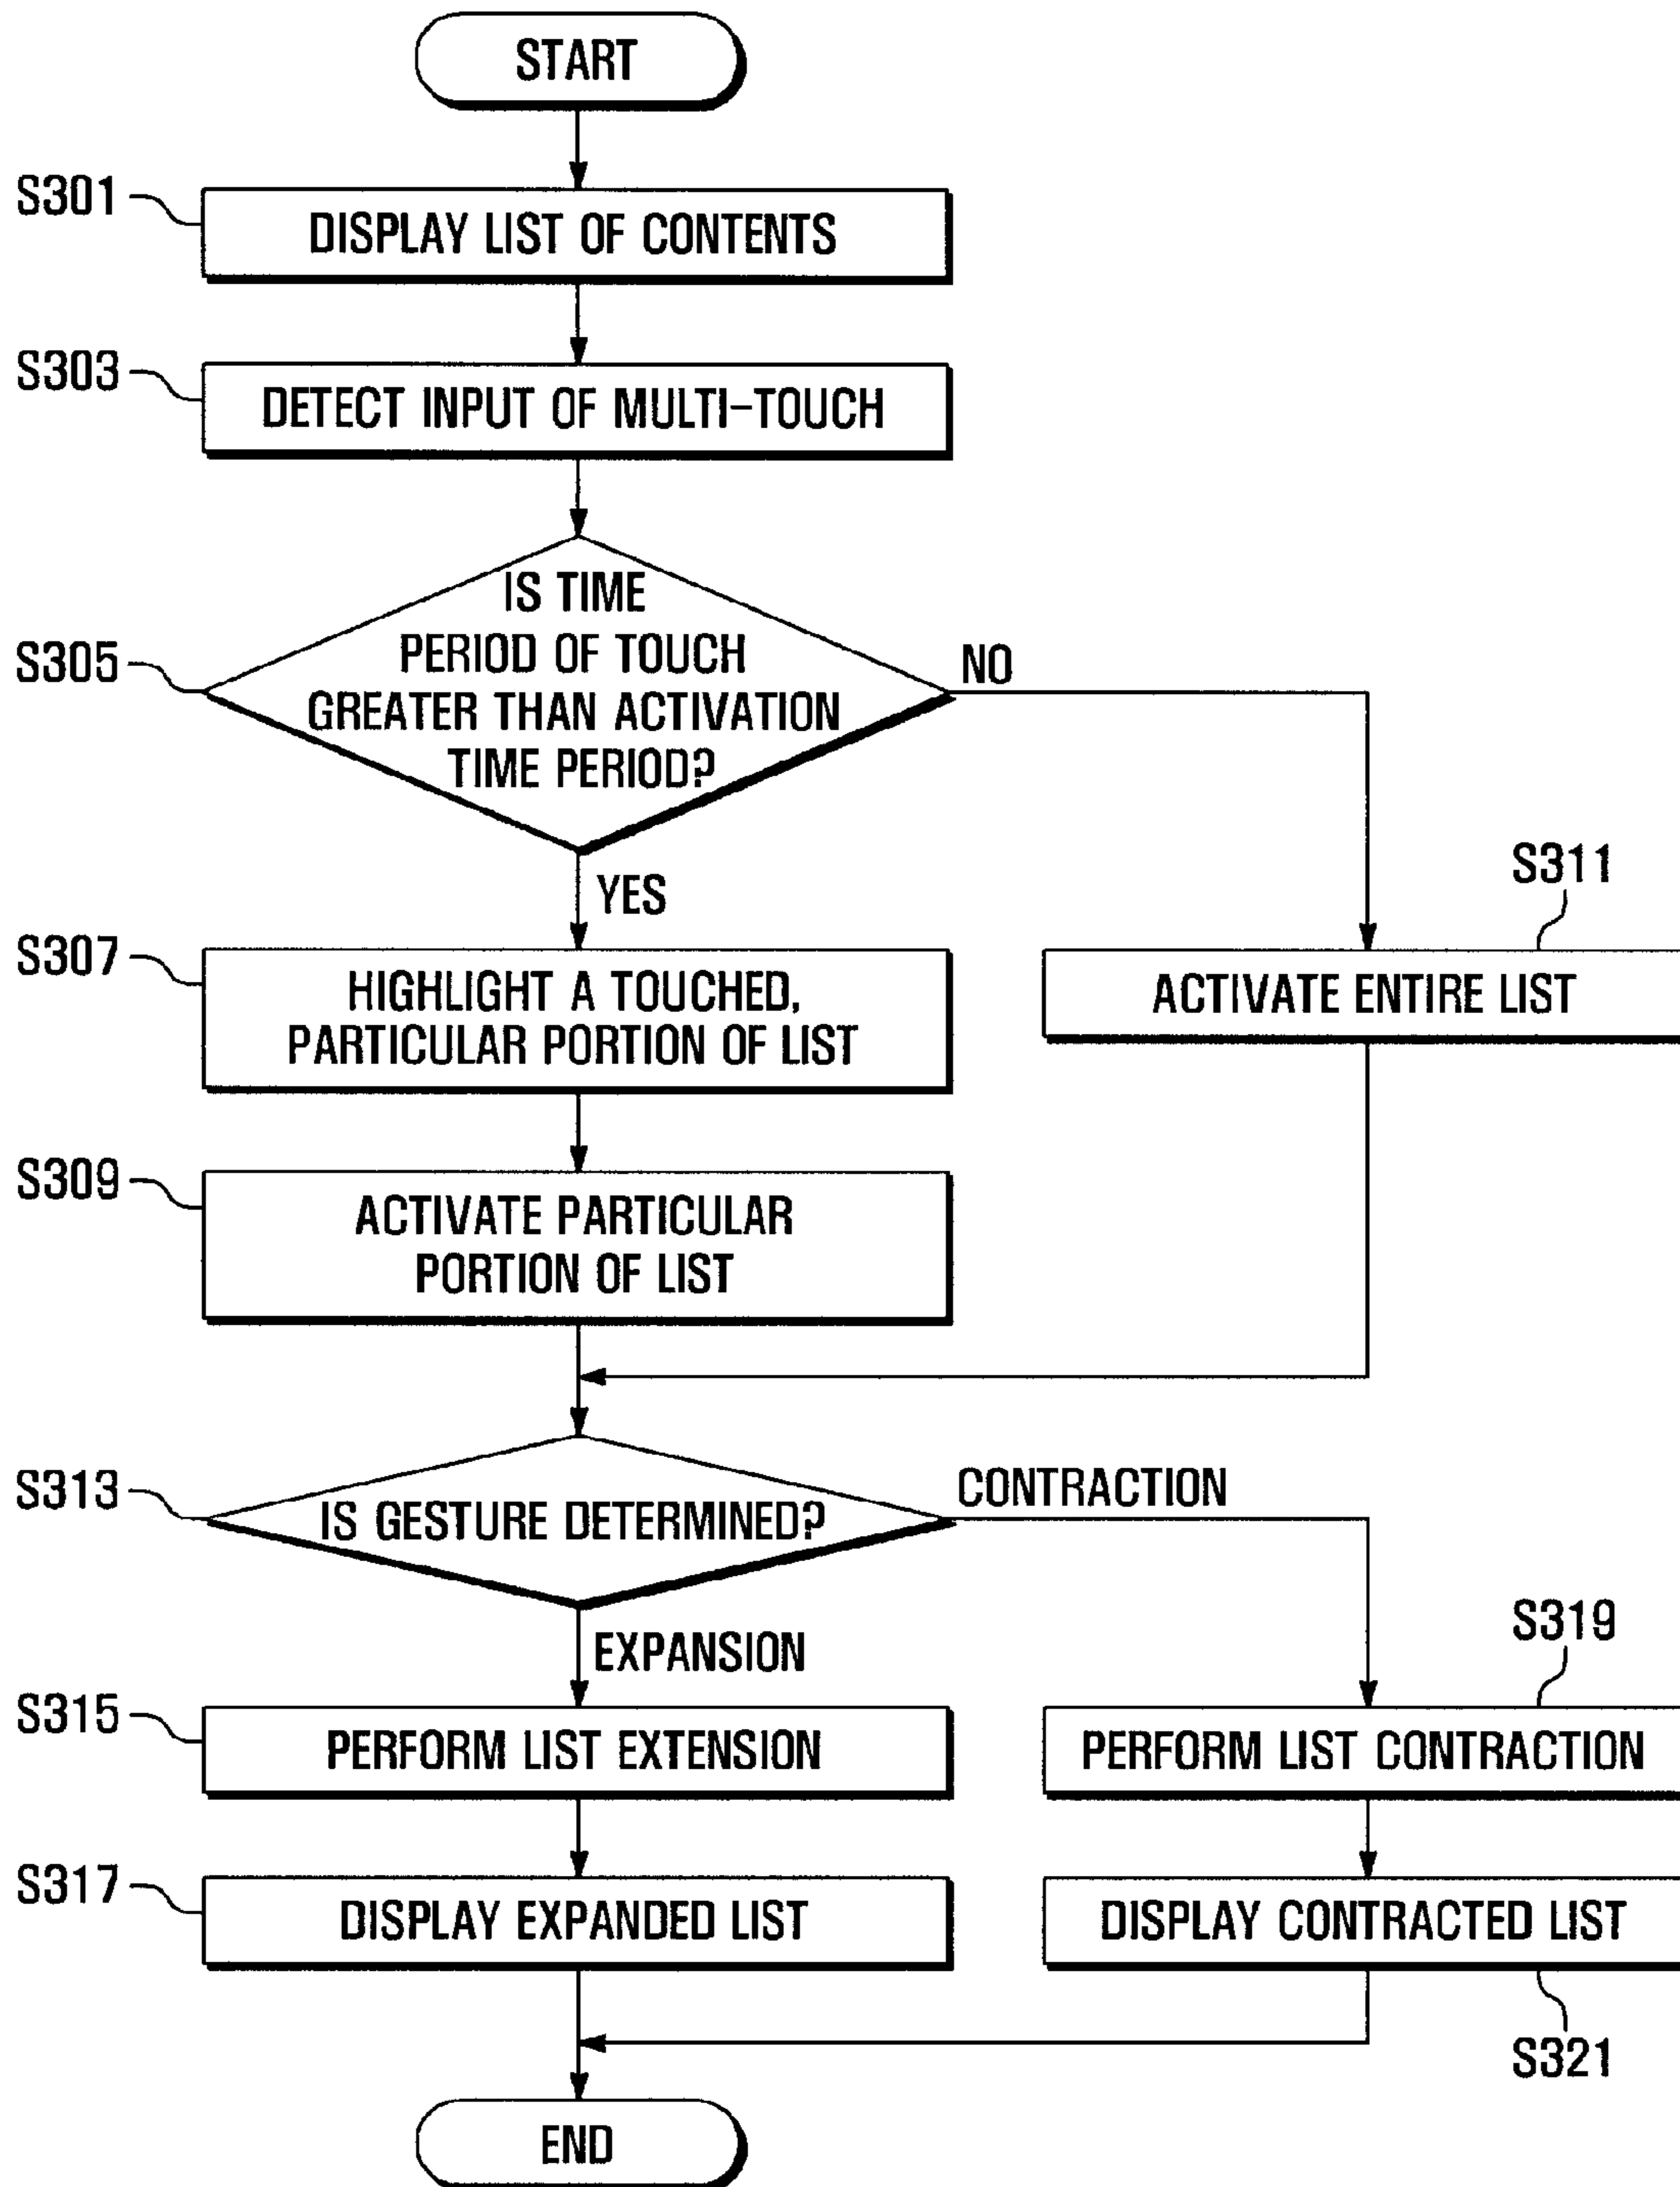 START
S301
DISPLAY LIST OF CONTENTS
S303
DETECT INPUT OF MULTI-TOUCH
S305
IS TIME
PERIOD OF TOUCH
GREATER THAN ACTIVATION
TIME PERIOD?
NO
YES
S307
HIGHLIGHT A TOUCHED,
PARTICULAR PORTION OF LIST
S311
ACTIVATE ENTIRE LIST
S309
ACTIVATE PARTICULAR
PORTION OF LIST
S313
IS GESTURE DETERMINED?
CONTRACTION
EXPANSION
S315
PERFORM LIST EXTENSION
S319
PERFORM LIST CONTRACTION
S317
DISPLAY EXPANDED LIST
DISPLAY CONTRACTED LIST
S321
END